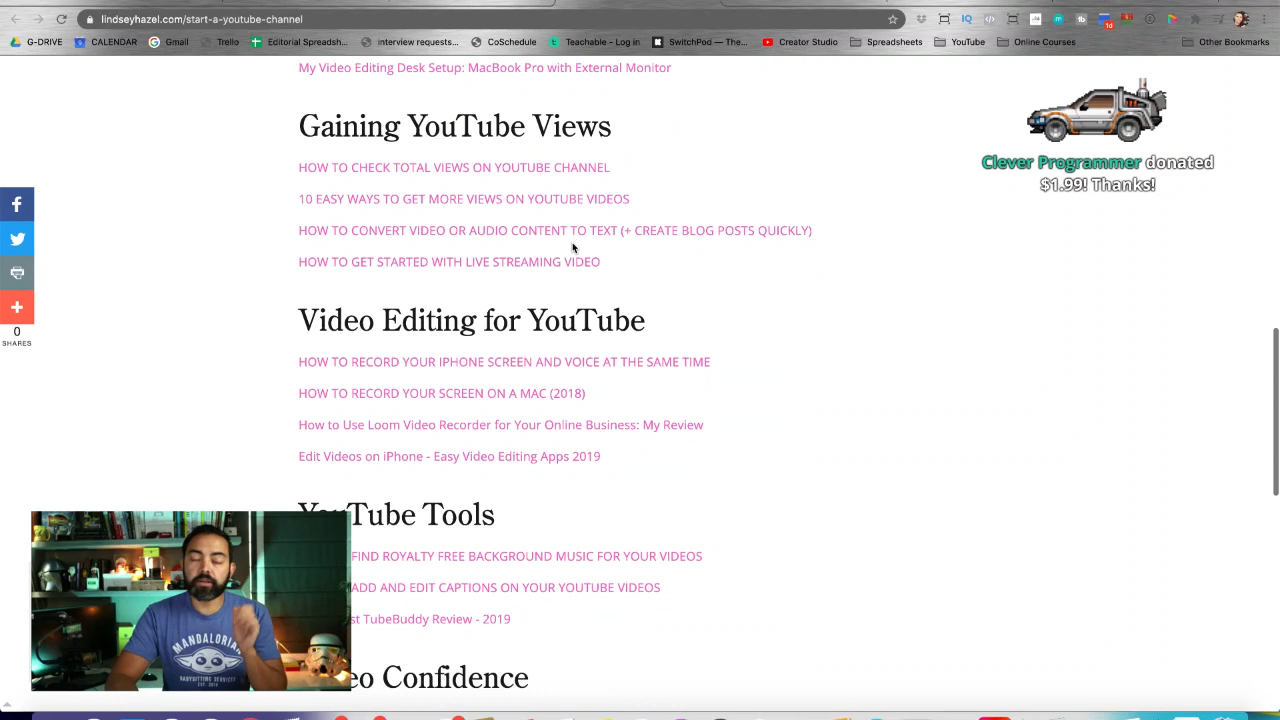 lindseyhazel.com/start-a-youtube-channel
G-DRIVE CALENDAR Gmail Trello Editorial Spreadsh... interview requests... CoSchedule Teachable - Log in SwitchPod — The... Creator Studio Spreadsheets YouTube Online Courses Other Bookmarks
My Video Editing Desk Setup: MacBook Pro with External Monitor
Gaining YouTube Views
HOW TO CHECK TOTAL VIEWS ON YOUTUBE CHANNEL
10 EASY WAYS TO GET MORE VIEWS ON YOUTUBE VIDEOS
HOW TO CONVERT VIDEO OR AUDIO CONTENT TO TEXT (+ CREATE BLOG POSTS QUICKLY)
HOW TO GET STARTED WITH LIVE STREAMING VIDEO
Clever Programmer donated
$1.99! Thanks!
0
SHARES
Video Editing for YouTube
HOW TO RECORD YOUR IPHONE SCREEN AND VOICE AT THE SAME TIME
HOW TO RECORD YOUR SCREEN ON A MAC (2018)
How to Use Loom Video Recorder for Your Online Business: My Review
Edit Videos on iPhone - Easy Video Editing Apps 2019
YouTube Tools
FIND ROYALTY FREE BACKGROUND MUSIC FOR YOUR VIDEOS
ADD AND EDIT CAPTIONS ON YOUR YOUTUBE VIDEOS
st TubeBuddy Review - 2019
eo Confidence
MANDALORIAN
BABYSITTING SERVICES